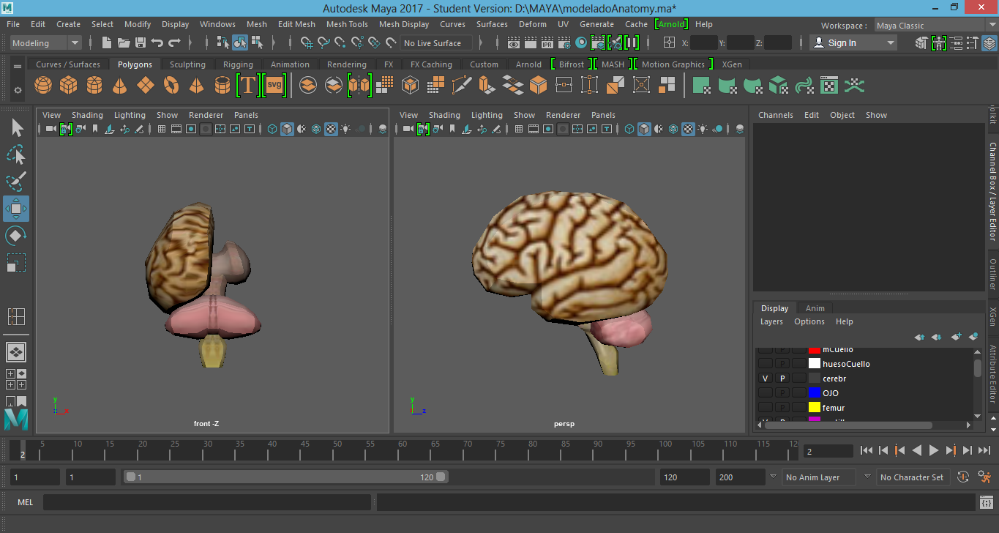 Autodesk Maya 2017 - Student Version: D:\MAYA\modeladoAnatomy.ma*
File Edit Create Select Modify Display Windows Mesh Edit Mesh Mesh Tools Mesh Display Curves Surfaces Deform UV Generate Cache [Arnold] Help
Workspace : Maya Classic
Modeling No Live Surface IPR X: Y: Z: Sign In
Curves / Surfaces Polygons Sculpting Rigging Animation Rendering FX FX Caching Custom Arnold [Bifrost] [MASH] [Motion Graphics] XGen
T svg
View Shading Lighting Show Renderer Panels
View Shading Lighting Show Renderer Panels
Channels Edit Object Show
Channel Box / Layer Editor
Outliner
XGen
Attribute Editor
Display Anim
Layers Options Help
P mCuello
P huesoCuello
V P cerebr
P OJO
P femur
y x z
front -Z
y x z
persp
5 10 15 20 25 30 35 40 45 50 55 60 65 70 75 80 85 90 95 100 105 110 115 12
2
2
1 1 1 120 120 200 No Anim Layer No Character Set
MEL